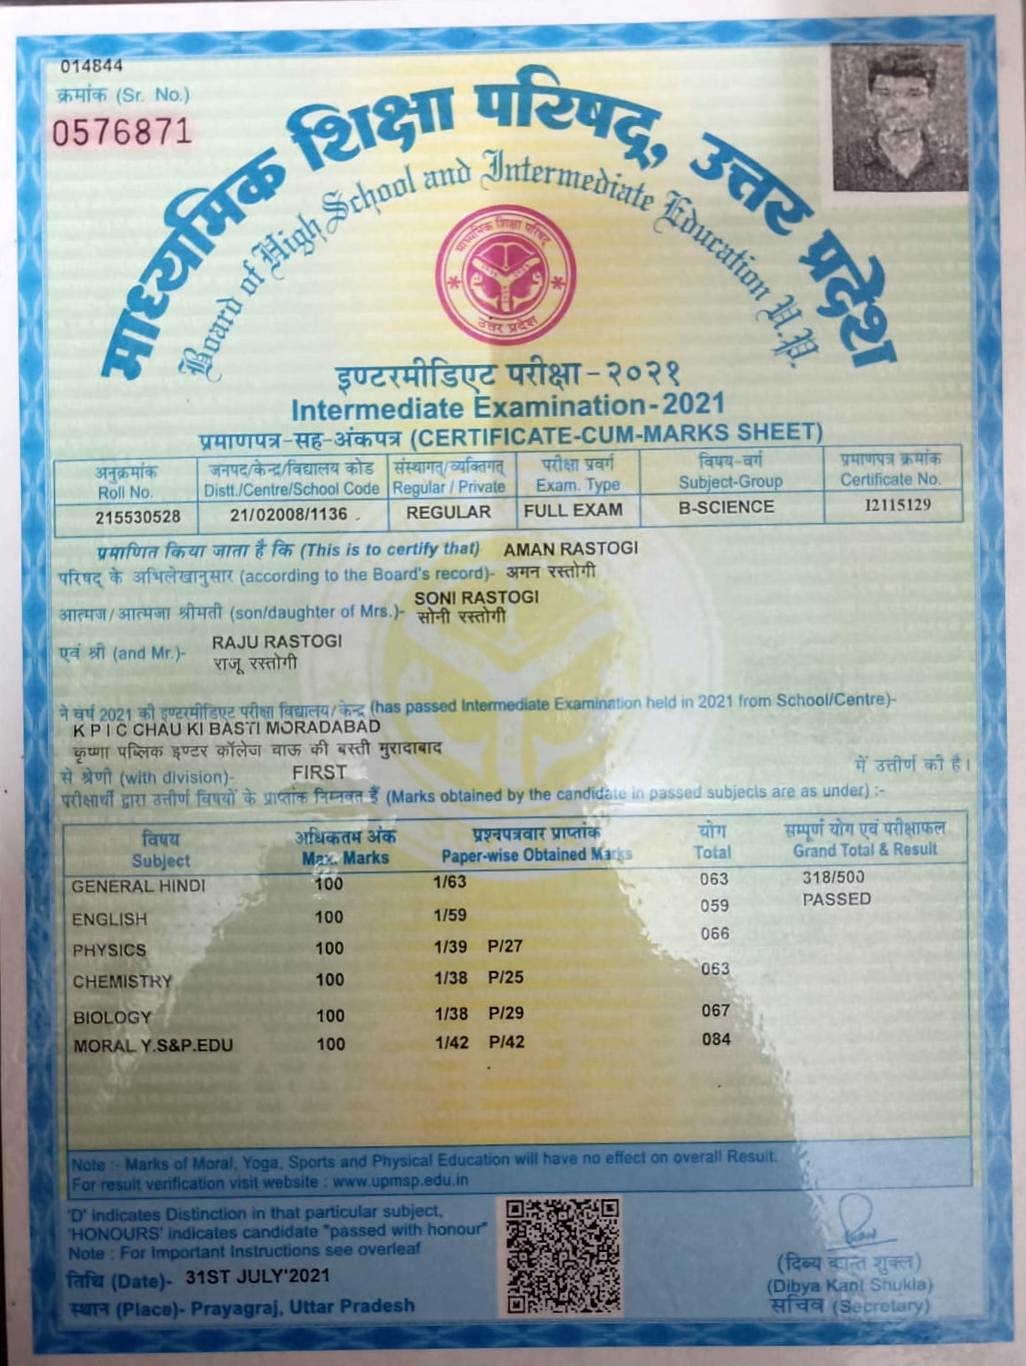 014844
क्रमांक (Sr. No.)
0576871
माध्यमिक शिक्षा परिषद्, उत्तर प्रदेश
Board of High School and Intermediate Education U.P.
माध्यमिक शिक्षा परिषद
उत्तर प्रदेश
इण्टरमीडिएट परीक्षा-२०२१
Intermediate Examination-2021
प्रमाणपत्र-सह-अंकपत्र (CERTIFICATE-CUM-MARKS SHEET)
अनुक्रमांक जनपद/केन्द्र/विद्यालय कोड संस्थागत्/व्यक्तिगत् परीक्षा प्रवर्ग विषय-वर्ग प्रमाणपत्र क्रमांक
Roll No. Distt./Centre/School Code Regular / Private Exam. Type Subject-Group Certificate No.
215530528 21/02008/1136 REGULAR FULL EXAM B-SCIENCE I2115129
प्रमाणित किया जाता है कि (This is to certify that) AMAN RASTOGI
परिषद के अभिलेखानुसार (according to the Board's record)- अमन रस्तोगी
SONI RASTOGI
आत्मज/आत्मजा श्रीमती (son/daughter of Mrs.)- सोनी रस्तोगी
RAJU RASTOGI
एवं श्री (and Mr.)- राजू रस्तोगी
ने वर्ष 2021 की इण्टरमीडिएट परीक्षा विद्यालय/केन्द्र (has passed Intermediate Examination held in 2021 from School/Centre)-
K P I C CHAU KI BASTI MORADABAD
कृष्णा पब्लिक इण्टर कॉलेज चाऊ की बस्ती मुरादाबाद
से श्रेणी (with division)- FIRST में उत्तीर्ण की है।
परीक्षार्थी द्वारा उत्तीर्ण विषयों के प्राप्तांक निम्नवत हैं (Marks obtained by the candidate in passed subjects are as under) :-
विषय अधिकतम अंक प्रश्नपत्रवार प्राप्तांक योग सम्पूर्ण योग एवं परीक्षाफल
Subject Max. Marks Paper-wise Obtained Marks Total Grand Total & Result
GENERAL HINDI 100 1/63 063 318/500
PASSED
ENGLISH 100 1/59 059
PHYSICS 100 1/39 P/27 066
CHEMISTRY 100 1/38 P/25 063
BIOLOGY 100 1/38 P/29 067
MORAL Y.S&P.EDU 100 1/42 P/42 084
Note :- Marks of Moral, Yoga, Sports and Physical Education will have no effect on overall Result.
For result verification visit website : www.upmsp.edu.in
'D' indicates Distinction in that particular subject,
'HONOURS' indicates candidate "passed with honour"
Note : For Important Instructions see overleaf
तिथि (Date)- 31ST JULY'2021
स्थान (Place)- Prayagraj, Uttar Pradesh
(दिव्य कान्त शुक्ल)
(Dibya Kant Shukla)
सचिव (Secretary)